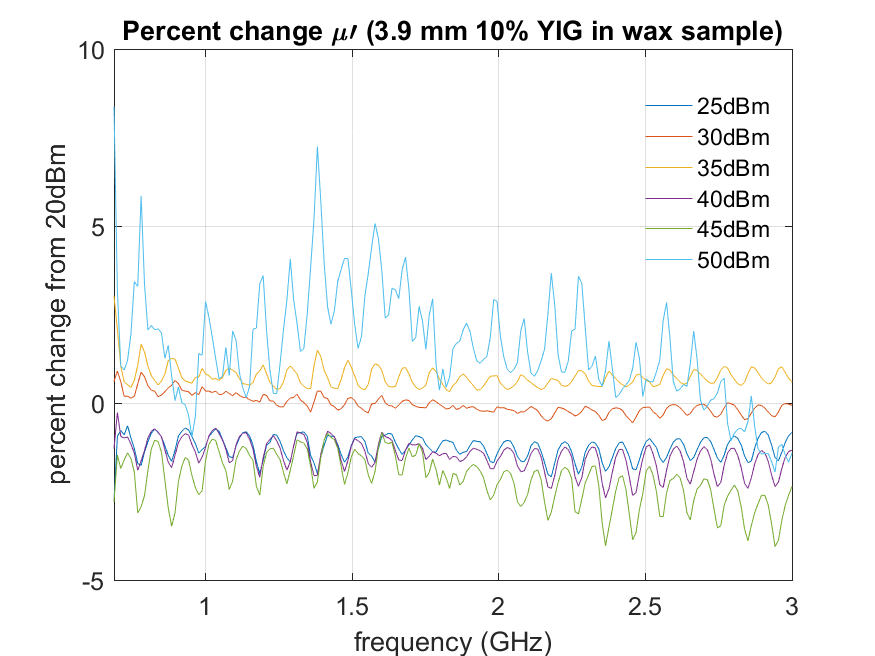 Percent change μ′ (3.9 mm 10% YIG in wax sample)
10
5
0
-5
percent change from 20dBm
25dBm
30dBm
35dBm
40dBm
45dBm
50dBm
1
1.5
2
2.5
3
frequency (GHz)